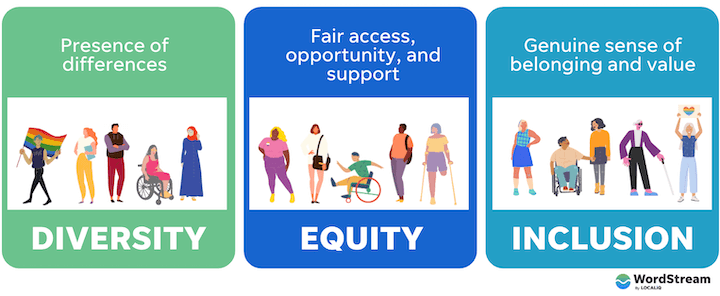 Presence of
differences
DIVERSITY
Fair access,
opportunity, and
support
EQUITY
Genuine sense of
belonging and value
INCLUSION
WordStream
by LOCALiQ